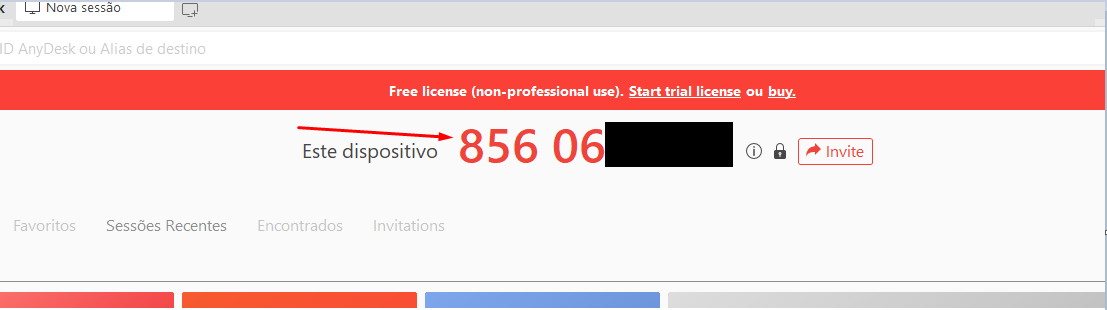 Nova sessão
ID AnyDesk ou Alias de destino
Free license (non-professional use). Start trial license ou buy.
Este dispositivo 856 06
Invite
Favoritos Sessões Recentes Encontrados Invitations